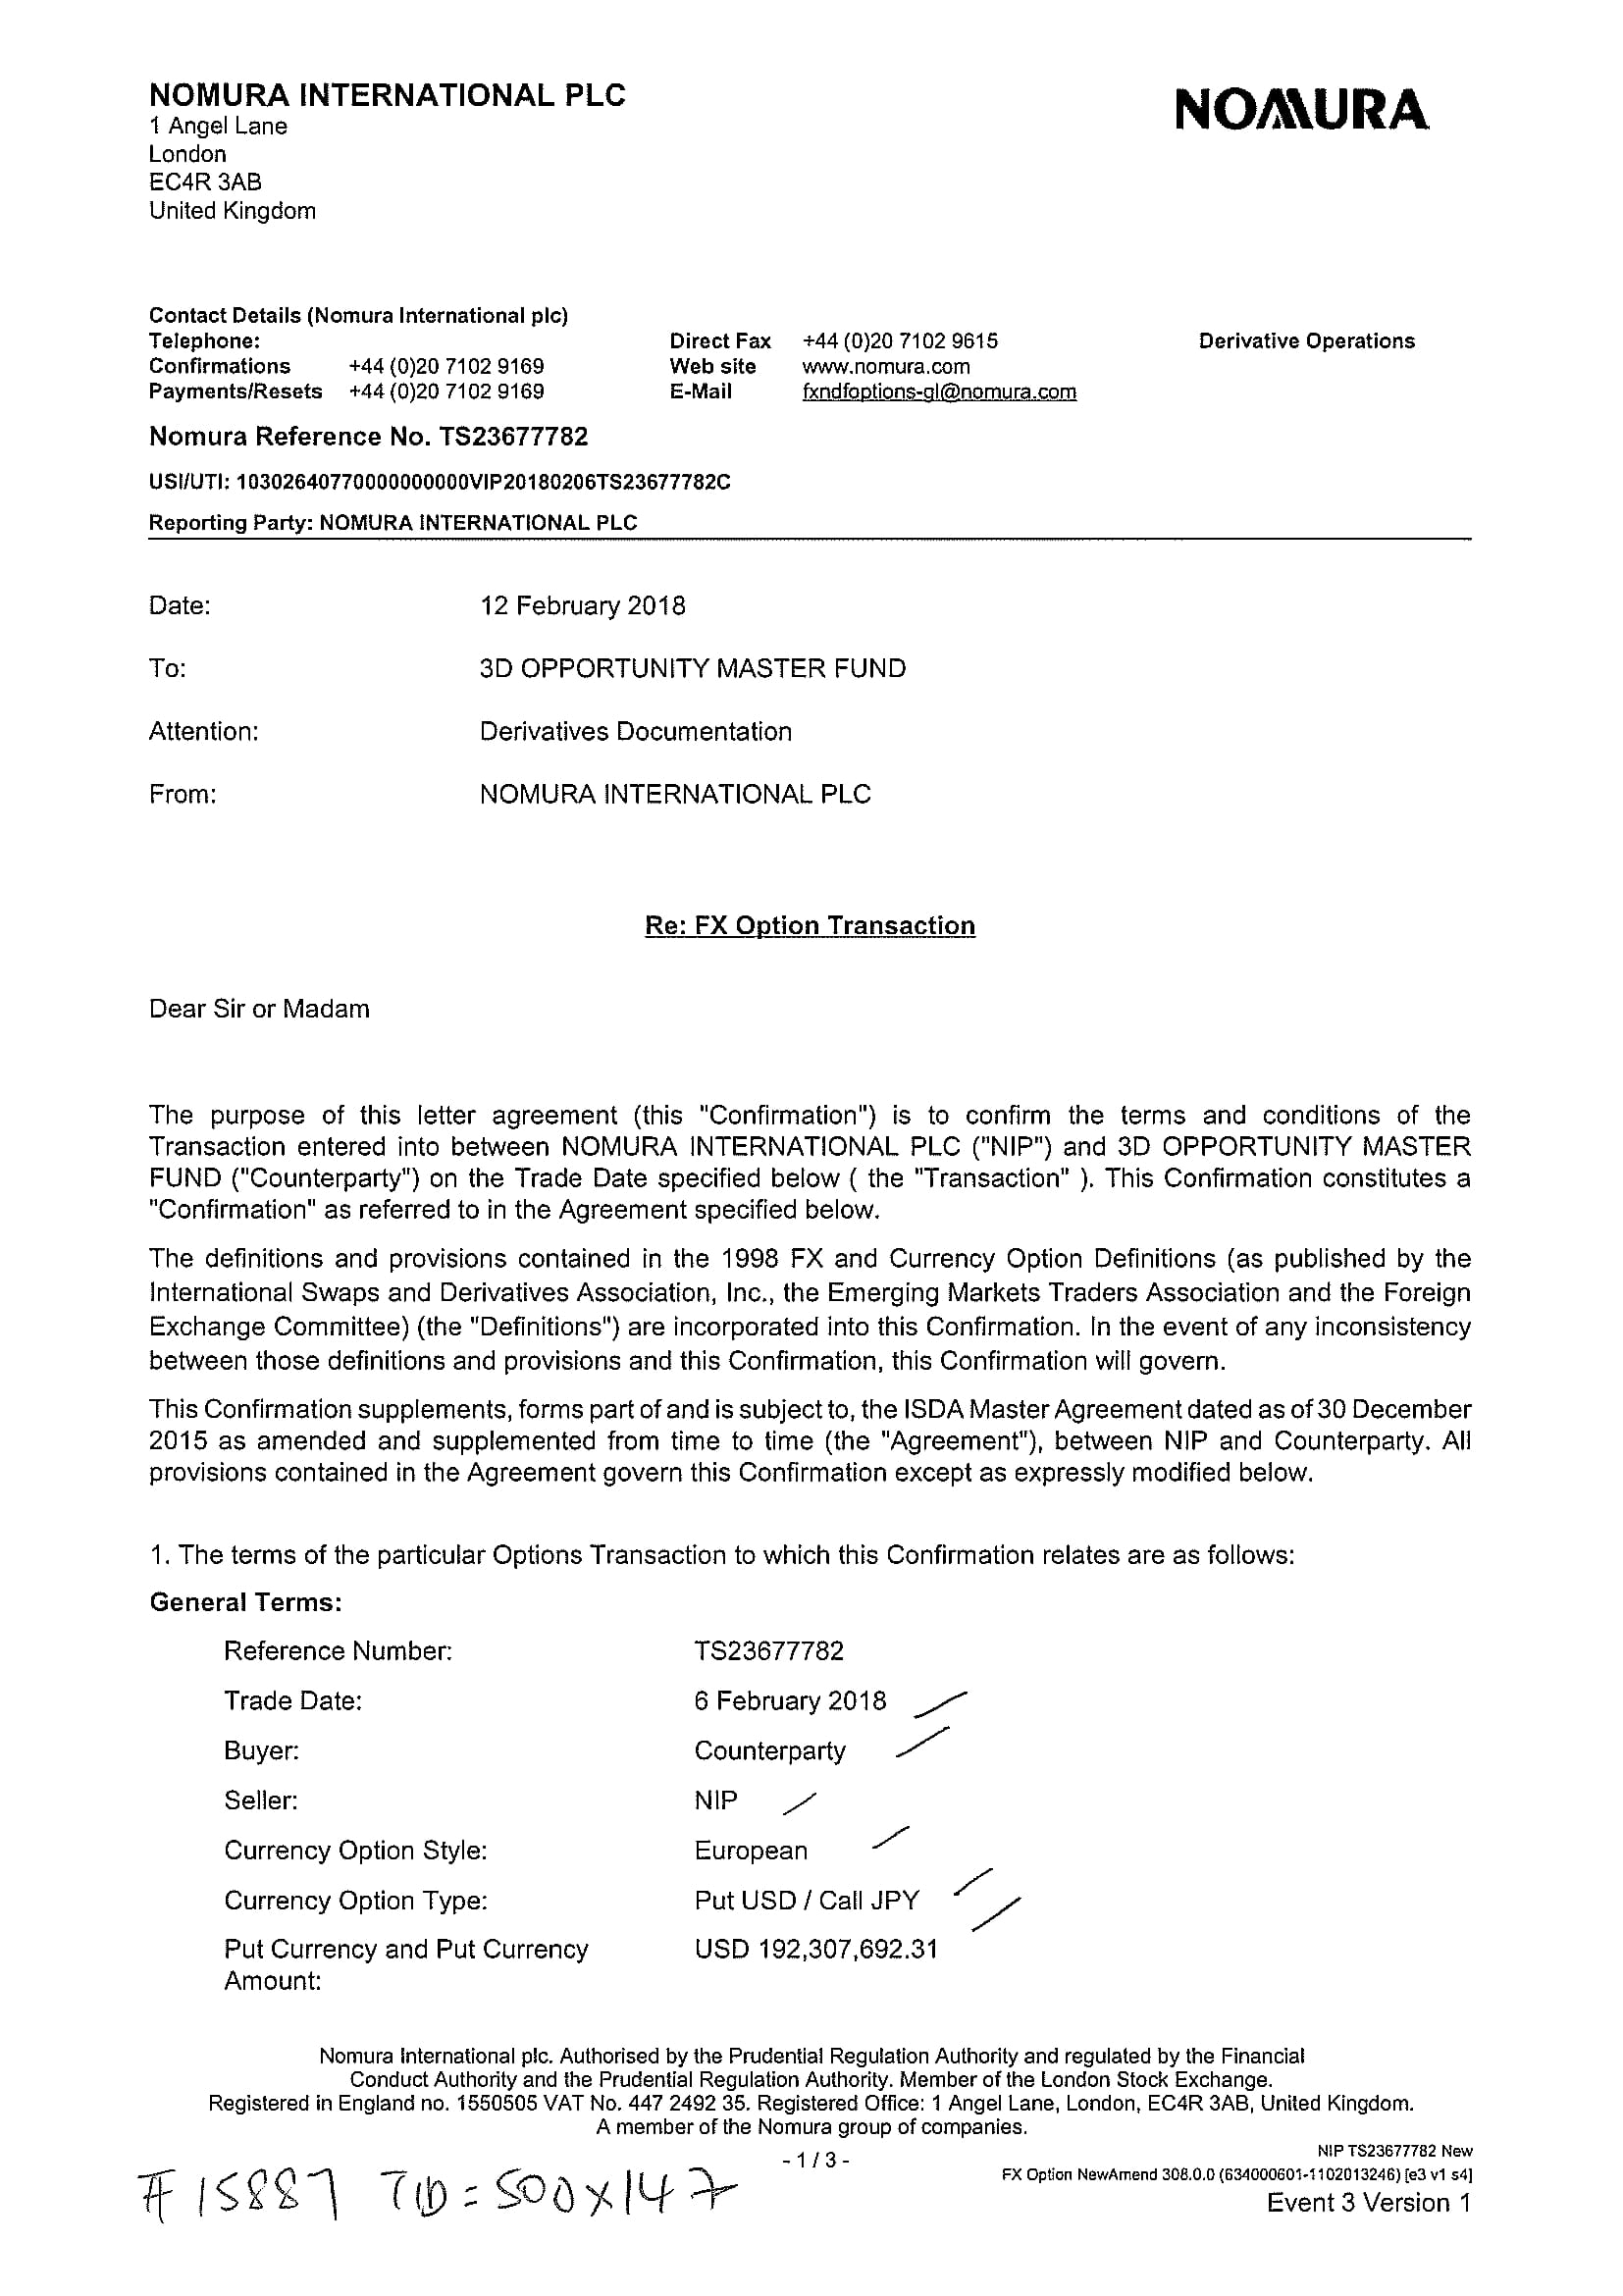 NOMURA INTERNATIONAL PLC
NOMURA
1 Angel Lane
London
EC4R 3AB
United Kingdom
Contact Details (Nomura International plc)
Telephone: Direct Fax +44 (0)20 7102 9615 Derivative Operations
Confirmations +44 (0)20 7102 9169 Web site www.nomura.com
Payments/Resets +44 (0)20 7102 9169 E-Mail fxndfoptions-gl@nomura.com
Nomura Reference No. TS23677782
USI/UTI: 10302640770000000000VIP20180206TS23677782C
Reporting Party: NOMURA INTERNATIONAL PLC
Date: 12 February 2018
To: 3D OPPORTUNITY MASTER FUND
Attention: Derivatives Documentation
From: NOMURA INTERNATIONAL PLC
Re: FX Option Transaction
Dear Sir or Madam
The purpose of this letter agreement (this "Confirmation") is to confirm the terms and conditions of the
Transaction entered into between NOMURA INTERNATIONAL PLC ("NIP") and 3D OPPORTUNITY MASTER
FUND ("Counterparty") on the Trade Date specified below ( the "Transaction" ). This Confirmation constitutes a
"Confirmation" as referred to in the Agreement specified below.
The definitions and provisions contained in the 1998 FX and Currency Option Definitions (as published by the
International Swaps and Derivatives Association, Inc., the Emerging Markets Traders Association and the Foreign
Exchange Committee) (the "Definitions") are incorporated into this Confirmation. In the event of any inconsistency
between those definitions and provisions and this Confirmation, this Confirmation will govern.
This Confirmation supplements, forms part of and is subject to, the ISDA Master Agreement dated as of 30 December
2015 as amended and supplemented from time to time (the "Agreement"), between NIP and Counterparty. All
provisions contained in the Agreement govern this Confirmation except as expressly modified below.
1. The terms of the particular Options Transaction to which this Confirmation relates are as follows:
General Terms:
Reference Number: TS23677782
Trade Date: 6 February 2018
Buyer: Counterparty
Seller: NIP
Currency Option Style: European
Currency Option Type: Put USD / Call JPY
Put Currency and Put Currency USD 192,307,692.31
Amount:
Nomura International plc. Authorised by the Prudential Regulation Authority and regulated by the Financial
Conduct Authority and the Prudential Regulation Authority. Member of the London Stock Exchange.
Registered in England no. 1550505 VAT No. 447 2492 35. Registered Office: 1 Angel Lane, London, EC4R 3AB, United Kingdom.
A member of the Nomura group of companies.
- 1 / 3 -
NIP TS23677782 New
FX Option NewAmend 308.0.0 (634000601-1102013246) [e3 v1 s4]
Event 3 Version 1
15887 = 500×147